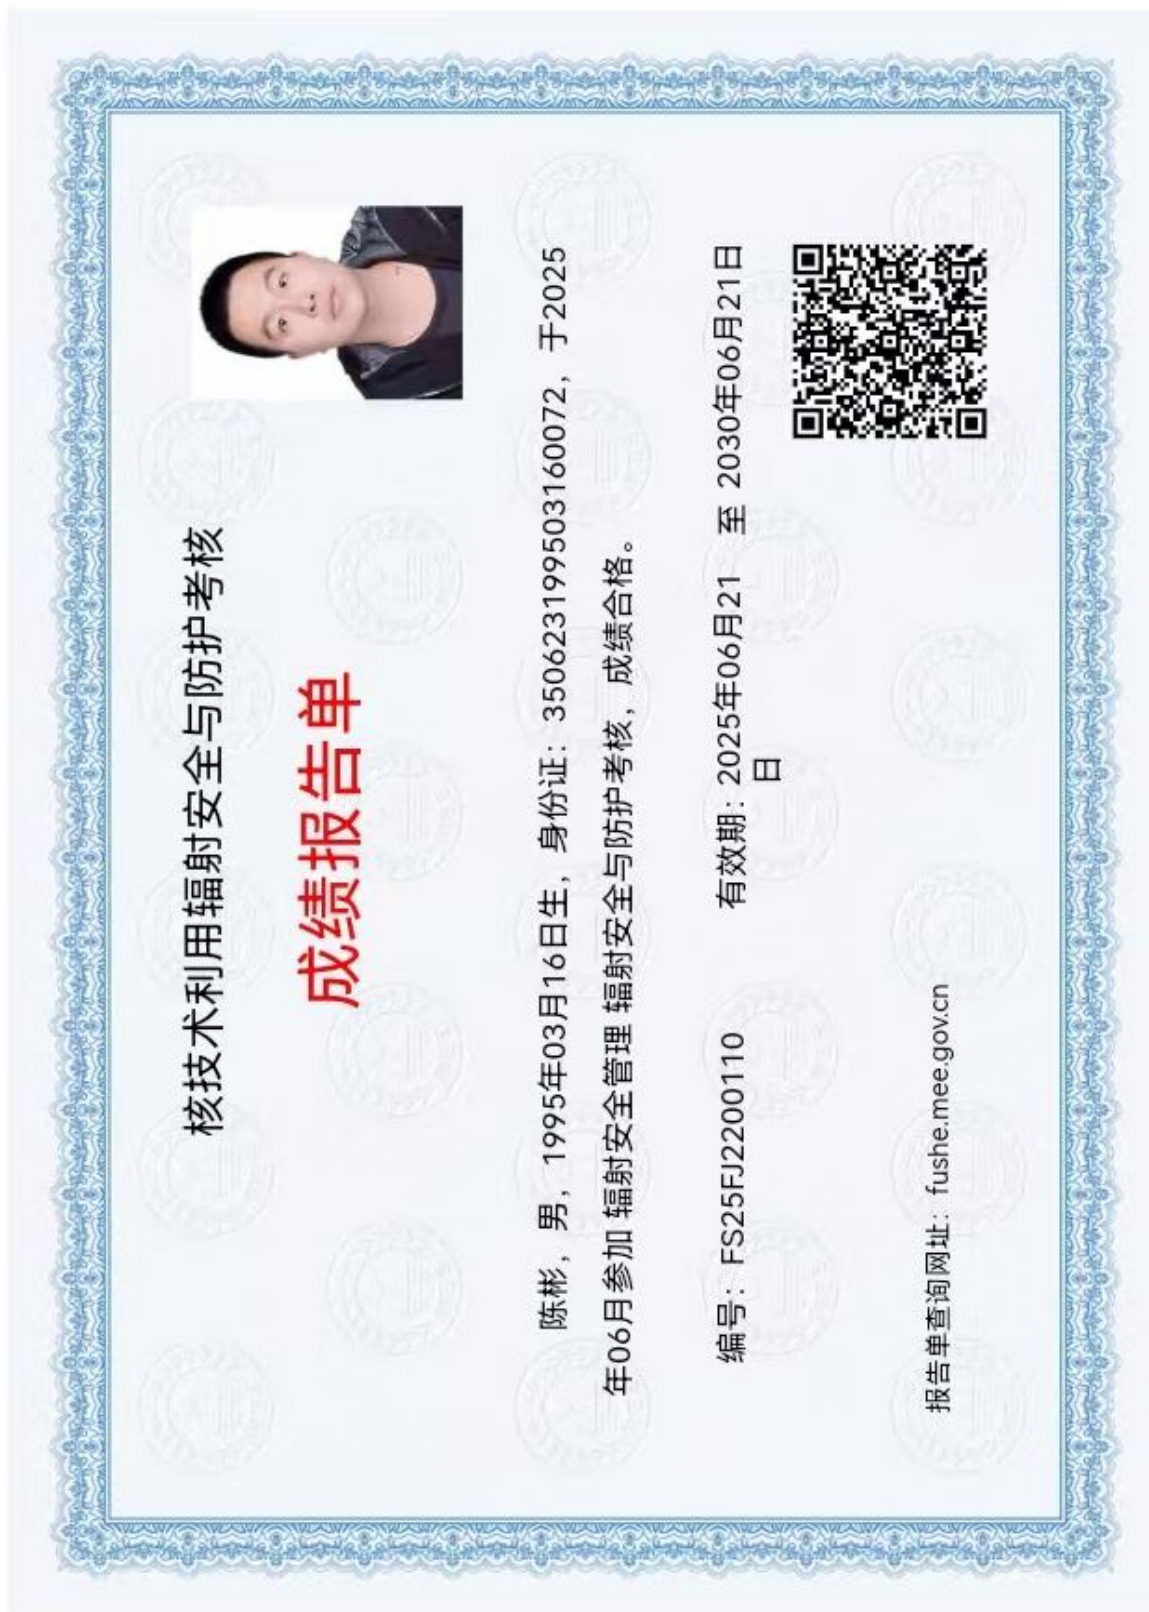 核技术利用辐射安全与防护考核
成绩报告单
陈彬，男，1995年03月16日生，身份证：350623199503160072，于2025
年06月参加 辐射安全管理 辐射安全与防护考核，成绩合格。
编号：FS25FJ2200110 有效期：2025年06月21日 至 2030年06月21日
报告单查询网址：fushe.mee.gov.cn